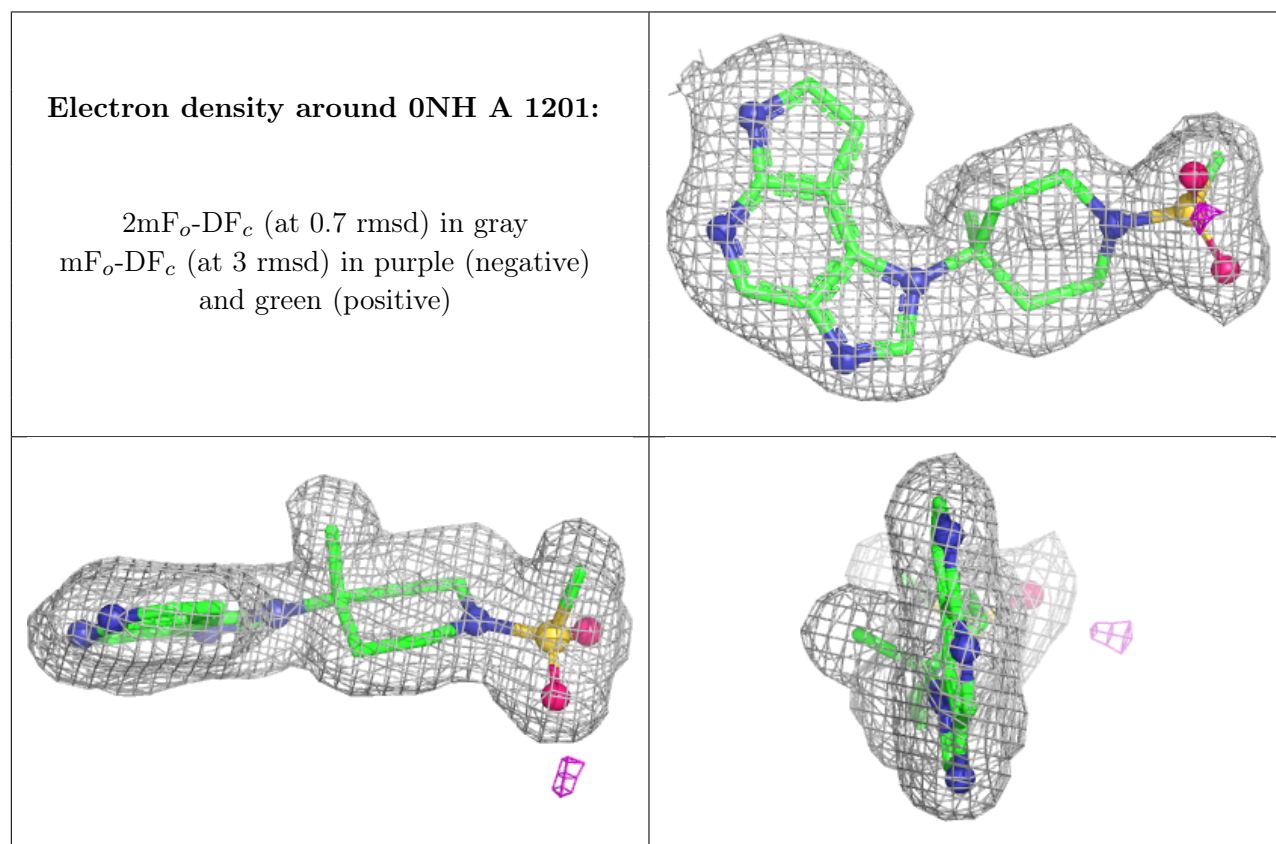 Electron density around 0NH A 1201:
2mFo-DFc (at 0.7 rmsd) in gray
mFo-DFc (at 3 rmsd) in purple (negative)
and green (positive)